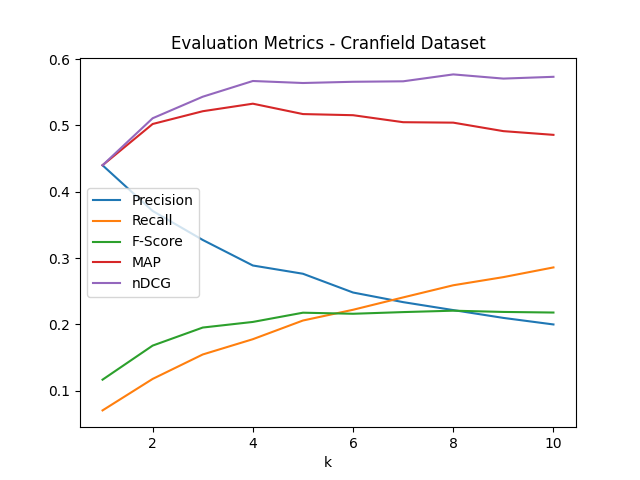 Evaluation Metrics - Cranfield Dataset
0.6
0.5
0.4
0.3
0.2
0.1
Precision
Recall
F-Score
MAP
nDCG
2 4 6 8 10
k